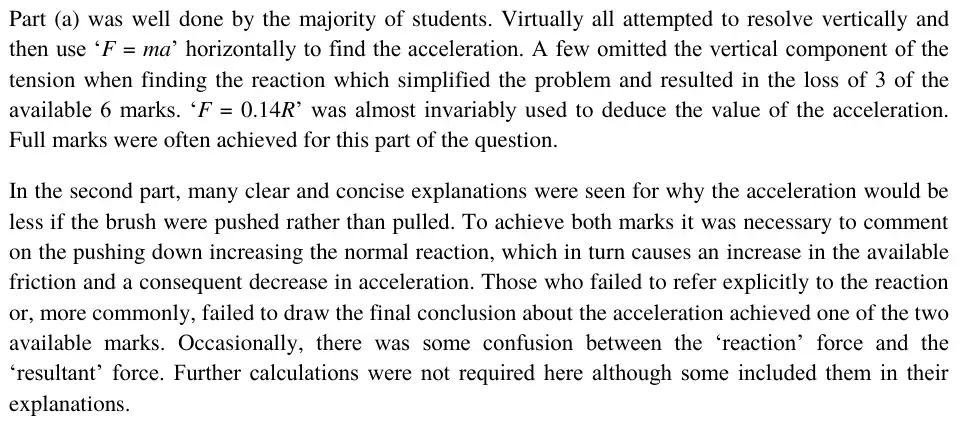 Part (a) was well done by the majority of students. Virtually all attempted to resolve vertically and
then use ‘F = ma’ horizontally to find the acceleration. A few omitted the vertical component of the
tension when finding the reaction which simplified the problem and resulted in the loss of 3 of the
available 6 marks. ‘F = 0.14R’ was almost invariably used to deduce the value of the acceleration.
Full marks were often achieved for this part of the question.
In the second part, many clear and concise explanations were seen for why the acceleration would be
less if the brush were pushed rather than pulled. To achieve both marks it was necessary to comment
on the pushing down increasing the normal reaction, which in turn causes an increase in the available
friction and a consequent decrease in acceleration. Those who failed to refer explicitly to the reaction
or, more commonly, failed to draw the final conclusion about the acceleration achieved one of the two
available marks. Occasionally, there was some confusion between the ‘reaction’ force and the
‘resultant’ force. Further calculations were not required here although some included them in their
explanations.